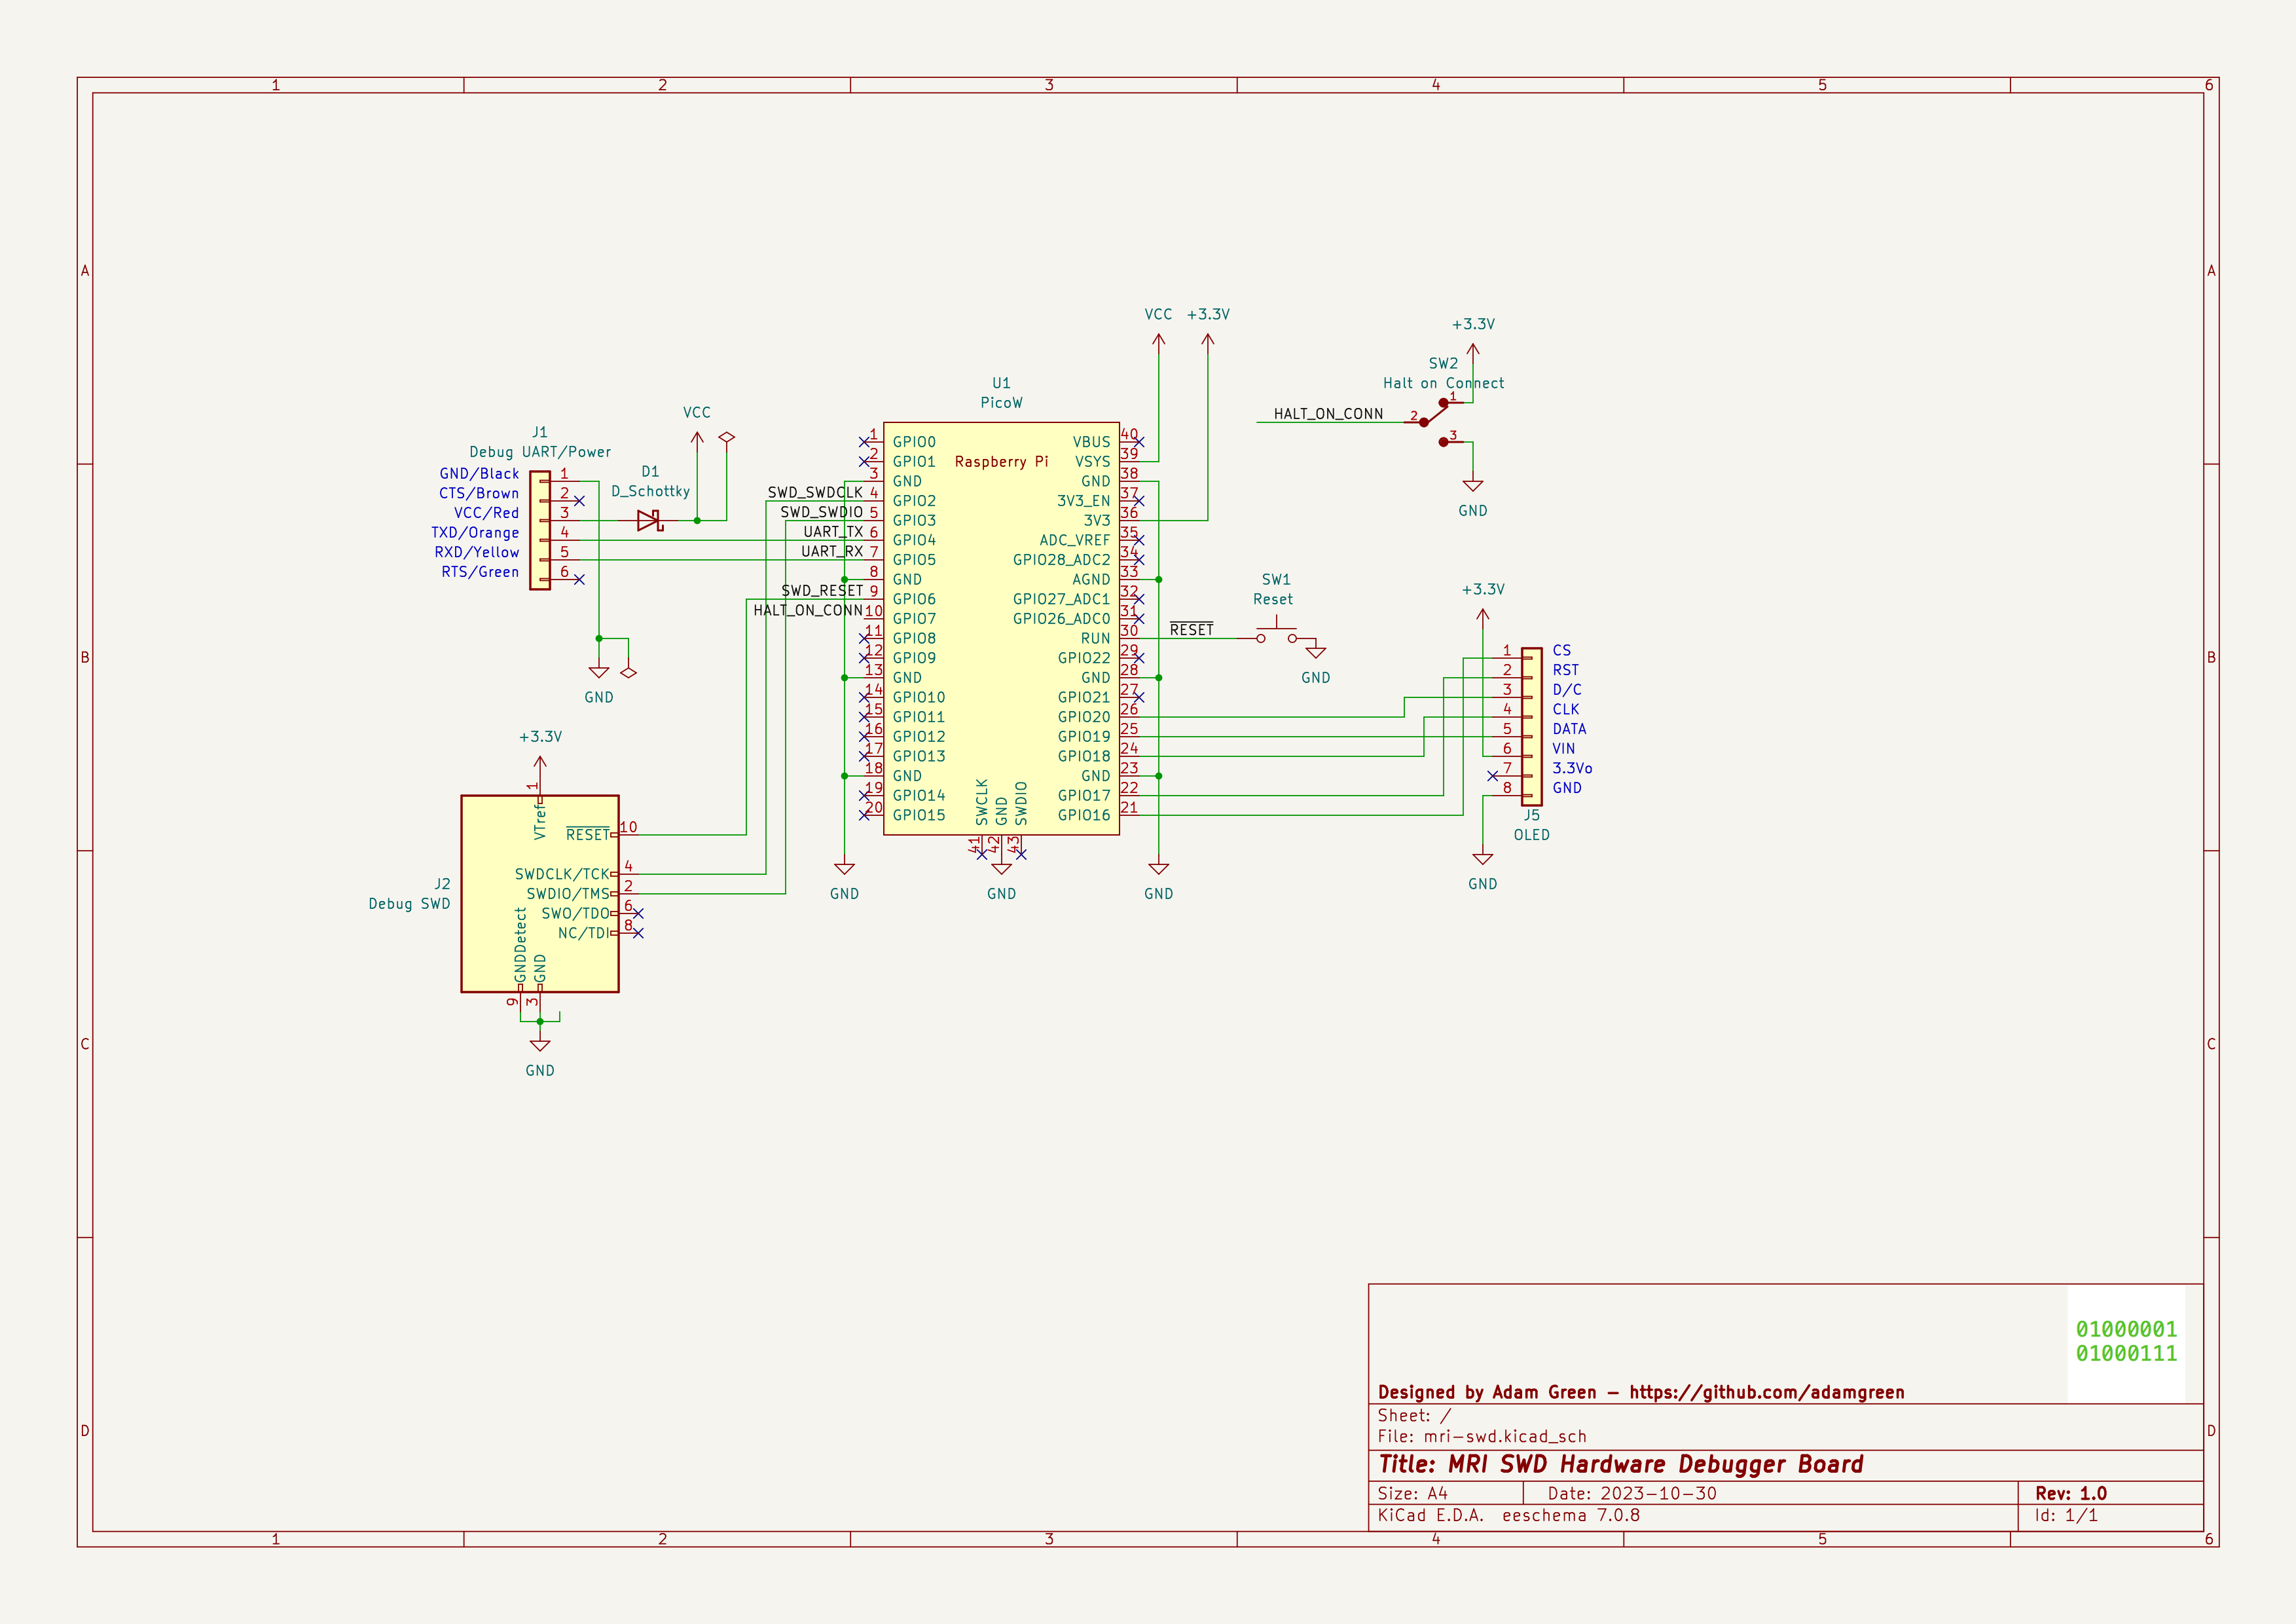 1 2 3 4 5 6
A A
VCC +3.3V
+3.3V
SW2
Halt on Connect
1
HALT_ON_CONN 2
3
GND
U1
PicoW
Raspberry Pi
VCC
J1
Debug UART/Power
D1
D_Schottky
GND/Black 1
CTS/Brown 2
VCC/Red 3
TXD/Orange 4
RXD/Yellow 5
RTS/Green 6
GND
1 GPIO0
2 GPIO1
3 GND
SWD_SWDCLK 4 GPIO2
SWD_SWDIO 5 GPIO3
UART_TX 6 GPIO4
UART_RX 7 GPIO5
8 GND
SWD_RESET 9 GPIO6
HALT_ON_CONN 10 GPIO7
11 GPIO8
12 GPIO9
13 GND
14 GPIO10
15 GPIO11
16 GPIO12
17 GPIO13
18 GND
19 GPIO14
20 GPIO15
VBUS 40
VSYS 39
GND 38
3V3_EN 37
3V3 36
ADC_VREF 35
GPIO28_ADC2 34
AGND 33
GPIO27_ADC1 32
GPIO26_ADC0 31
RUN 30 RESET
GPIO22 29
GND 28
GPIO21 27
GPIO20 26
GPIO19 25
GPIO18 24
GND 23
GPIO17 22
GPIO16 21
SWCLK GND SWDIO
41 42 43
GND GND GND
SW1
Reset
GND
+3.3V
B B
1 CS
2 RST
3 D/C
4 CLK
5 DATA
6 VIN
7 3.3Vo
8 GND
J5
OLED
GND
+3.3V
1
VTref
RESET 10
SWDCLK/TCK 4
SWDIO/TMS 2
SWO/TDO 6
NC/TDI 8
J2
Debug SWD
GNDDetect GND
9 3
GND
C C
D D
01000001
01000111
Designed by Adam Green – https://github.com/adamgreen
Sheet: /
File: mri-swd.kicad_sch
Title: MRI SWD Hardware Debugger Board
Size: A4 Date: 2023-10-30 Rev: 1.0
KiCad E.D.A. eeschema 7.0.8 Id: 1/1
1 2 3 4 5 6